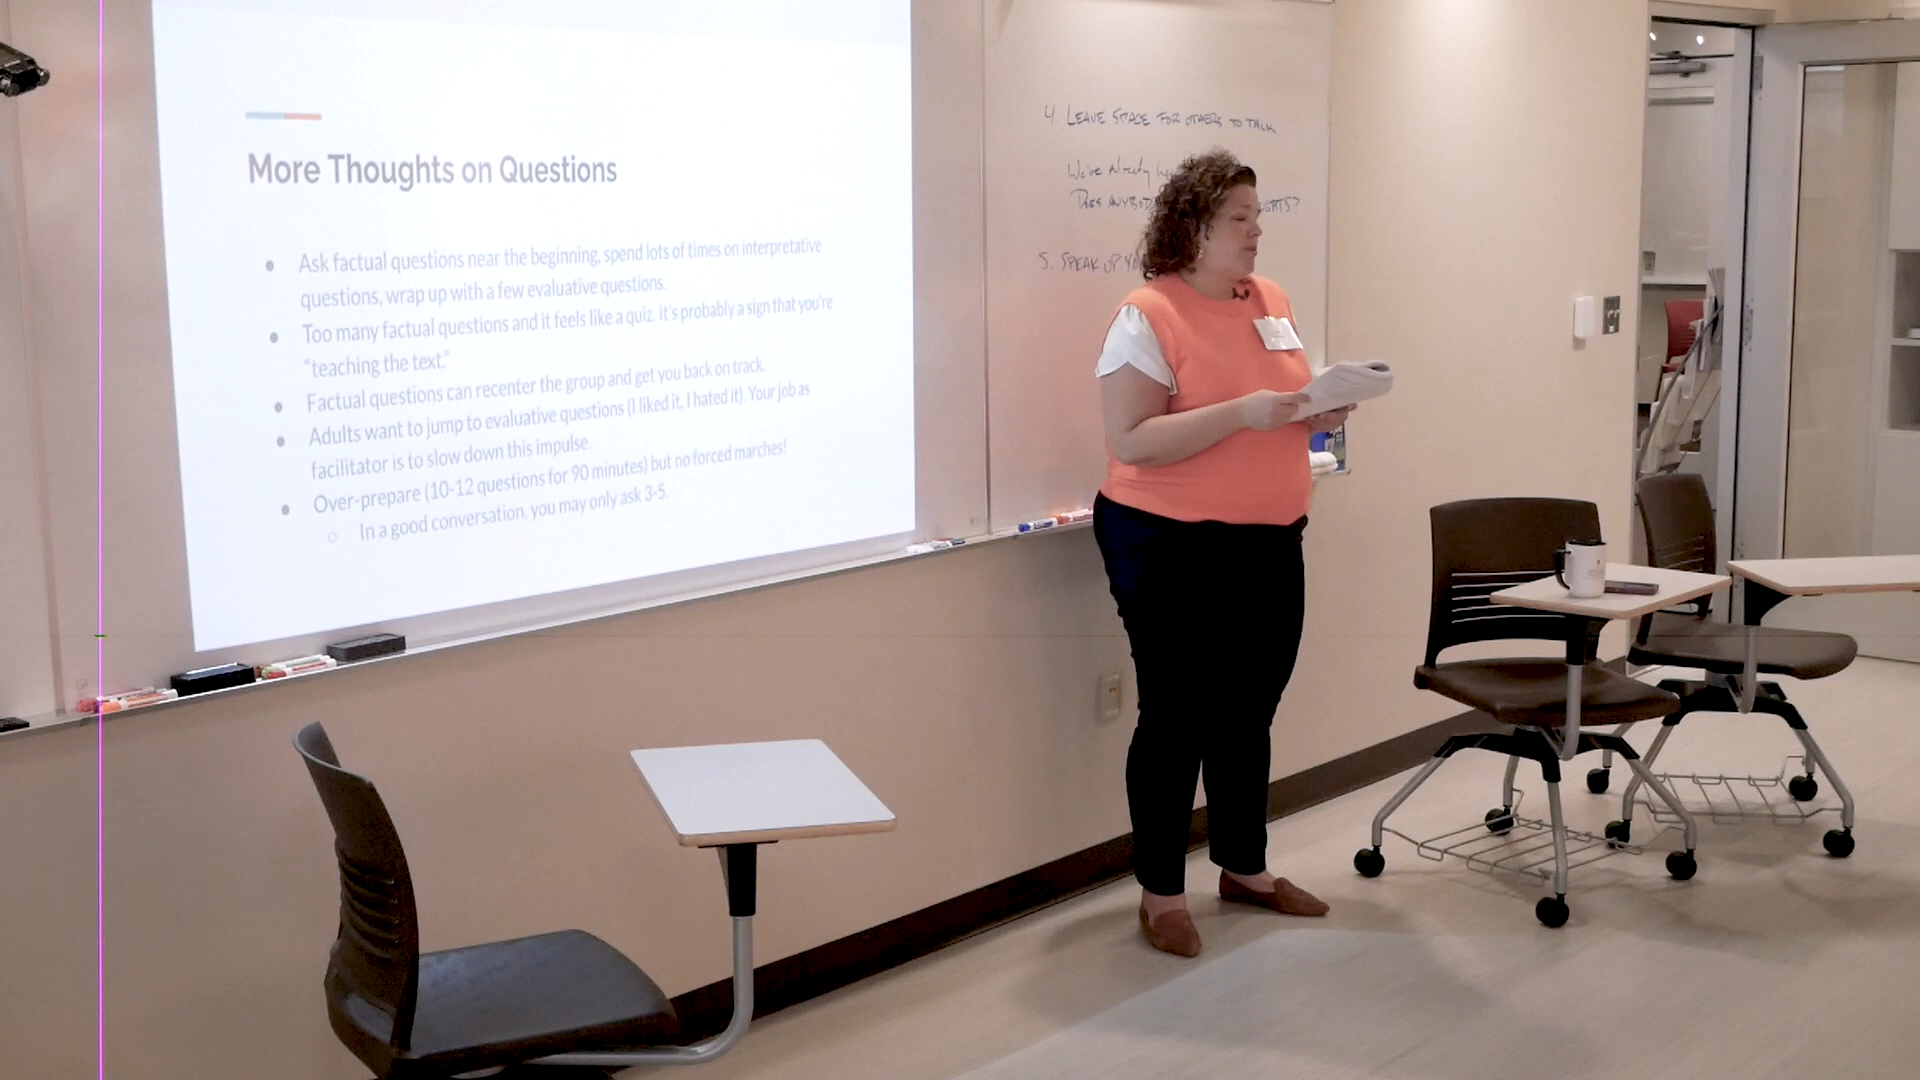 More Thoughts on Questions
● Ask factual questions near the beginning, spend lots of times on interpretative
questions, wrap up with a few evaluative questions.
● Too many factual questions and it feels like a quiz. It's probably a sign that you're
"teaching the text."
● Factual questions can recenter the group and get you back on track.
● Adults want to jump to evaluative questions (I liked it, I hated it). Your job as
facilitator is to slow down this impulse.
● Over-prepare (10-12 questions for 90 minutes) but no forced marches!
○ In a good conversation, you may only ask 3-5.
4. LEAVE SPACE FOR OTHERS TO TALK
We've Already
DOES ANYBODY
5. SPEAK UP